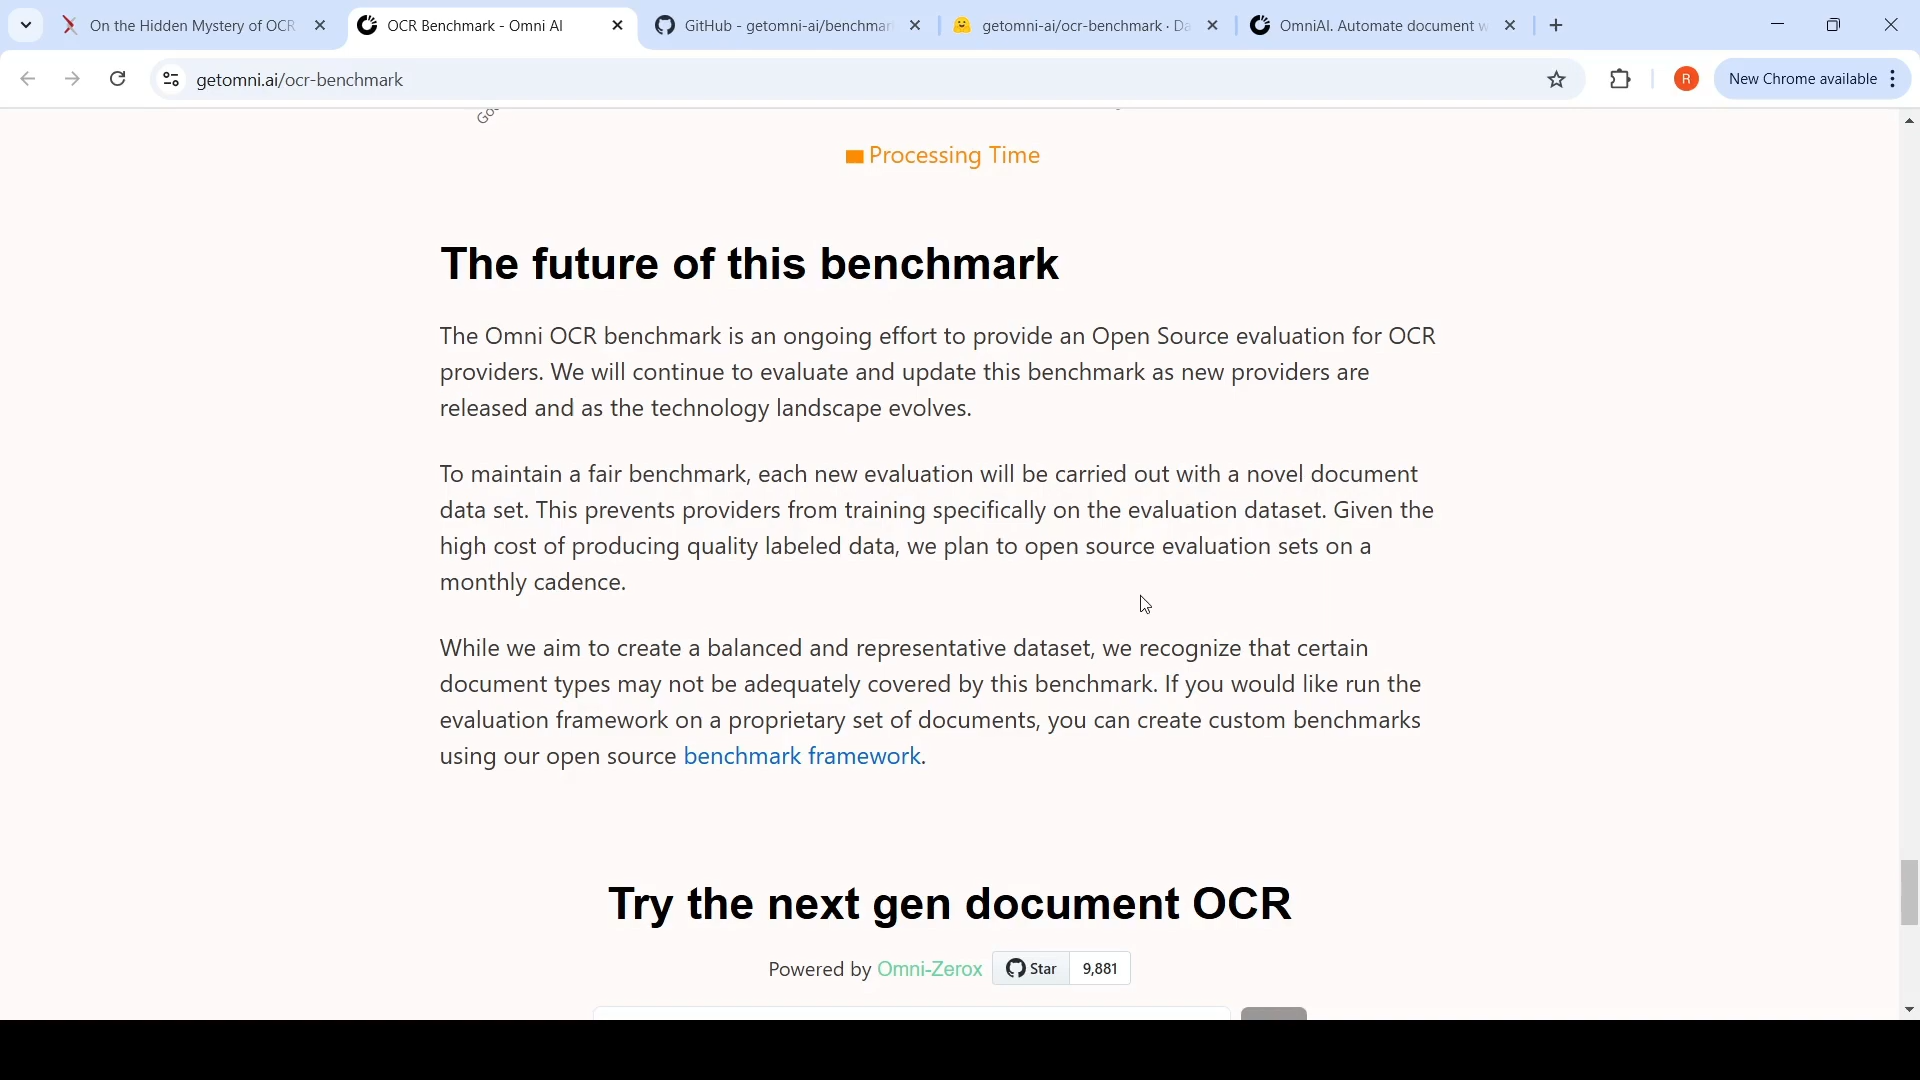 On the Hidden Mystery of OCR
OCR Benchmark - Omni AI
GitHub - getomni-ai/benchmar
getomni-ai/ocr-benchmark · Da
OmniAI. Automate document w
getomni.ai/ocr-benchmark
R
New Chrome available
Processing Time
The future of this benchmark
The Omni OCR benchmark is an ongoing effort to provide an Open Source evaluation for OCR
providers. We will continue to evaluate and update this benchmark as new providers are
released and as the technology landscape evolves.
To maintain a fair benchmark, each new evaluation will be carried out with a novel document
data set. This prevents providers from training specifically on the evaluation dataset. Given the
high cost of producing quality labeled data, we plan to open source evaluation sets on a
monthly cadence.
While we aim to create a balanced and representative dataset, we recognize that certain
document types may not be adequately covered by this benchmark. If you would like run the
evaluation framework on a proprietary set of documents, you can create custom benchmarks
using our open source benchmark framework.
Try the next gen document OCR
Powered by Omni-Zerox
Star 9,881